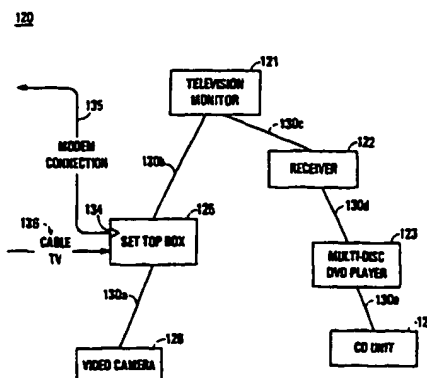 120
121
TELEVISION
MONITOR
135
130c
122
MODEM
CONNECTION
130b
RECEIVER
130d
136
134
125
CABLE
TV
SET TOP BOX
123
MULTI-DISC
DVD PLAYER
130a
130e
126
VIDEO CAMERA
CD UNIT